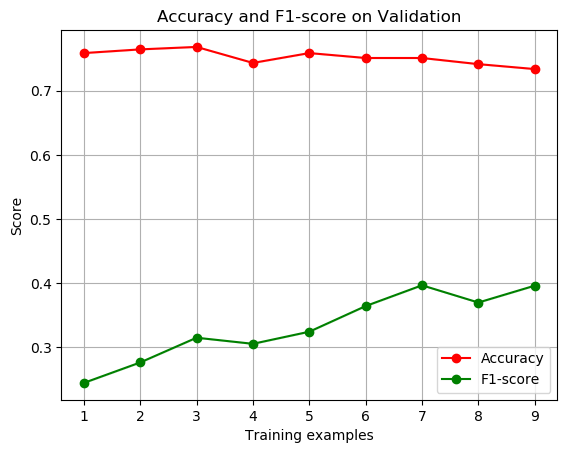 Accuracy and F1-score on Validation
Score
0.7
0.6
0.5
0.4
0.3
Accuracy
F1-score
1 2 3 4 5 6 7 8 9
Training examples